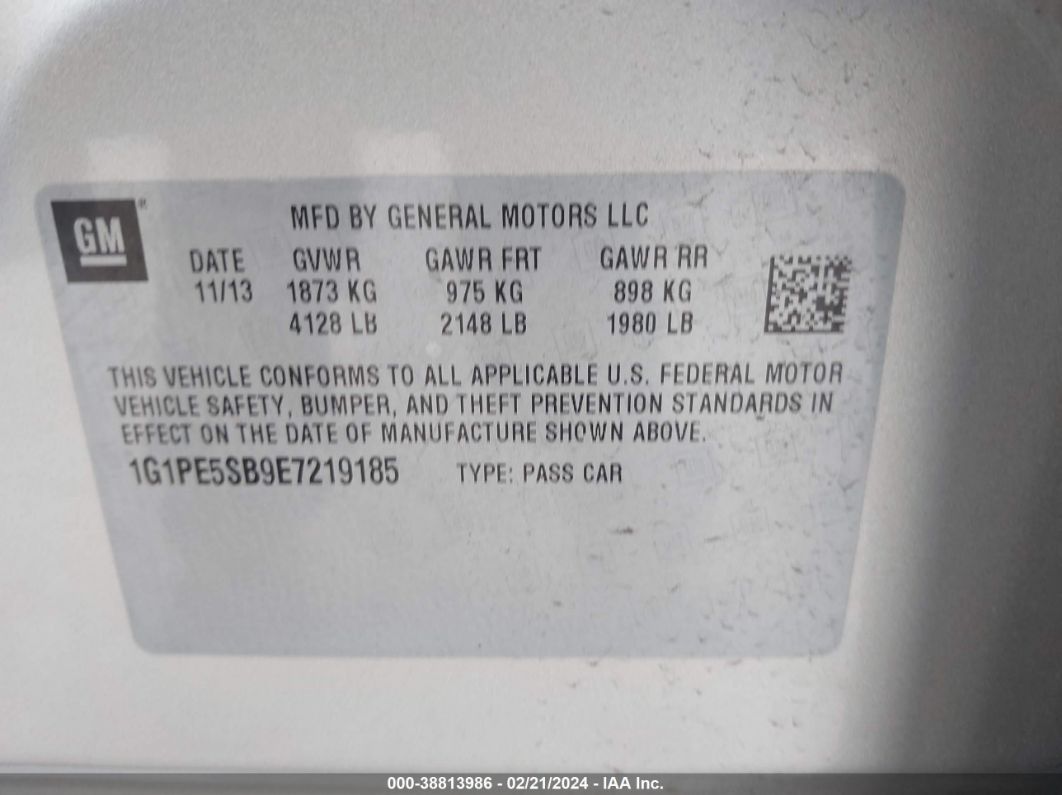 GM®
MFD BY GENERAL MOTORS LLC
DATE GVWR GAWR FRT GAWR RR
11/13 1873 KG 975 KG 898 KG
4128 LB 2148 LB 1980 LB
THIS VEHICLE CONFORMS TO ALL APPLICABLE U.S. FEDERAL MOTOR
VEHICLE SAFETY, BUMPER, AND THEFT PREVENTION STANDARDS IN
EFFECT ON THE DATE OF MANUFACTURE SHOWN ABOVE.
1G1PE5SB9E7219185 TYPE: PASS CAR
000-38813986 - 02/21/2024 - IAA Inc.